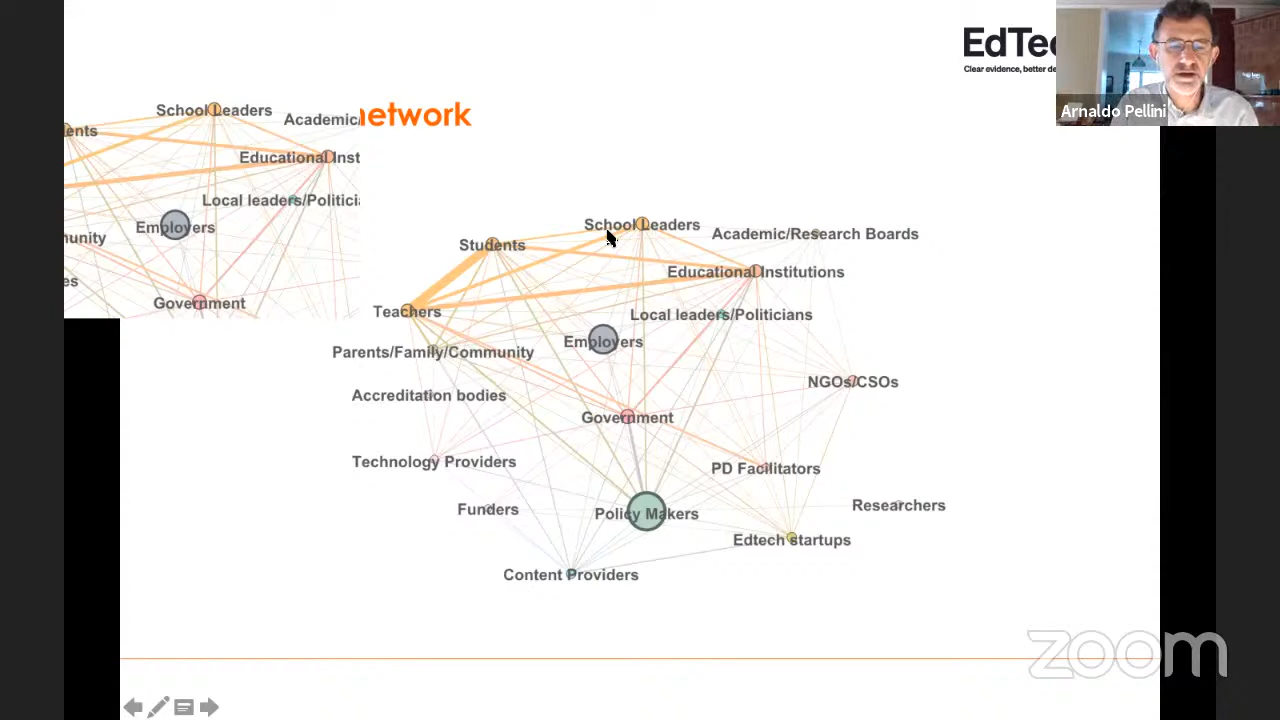 EdTec
Clear evidence, better de
Arnaldo Pellini
etwork
School Leaders
ents
Academic/
Educational Inst
Local leaders/Politicia
Employers
unity
es
Government
School Leaders
Academic/Research Boards
Students
Educational Institutions
Teachers
Local leaders/Politicians
Employers
Parents/Family/Community
NGOs/CSOs
Accreditation bodies
Government
Technology Providers
PD Facilitators
Funders
Policy Makers
Researchers
Edtech startups
Content Providers
zoom